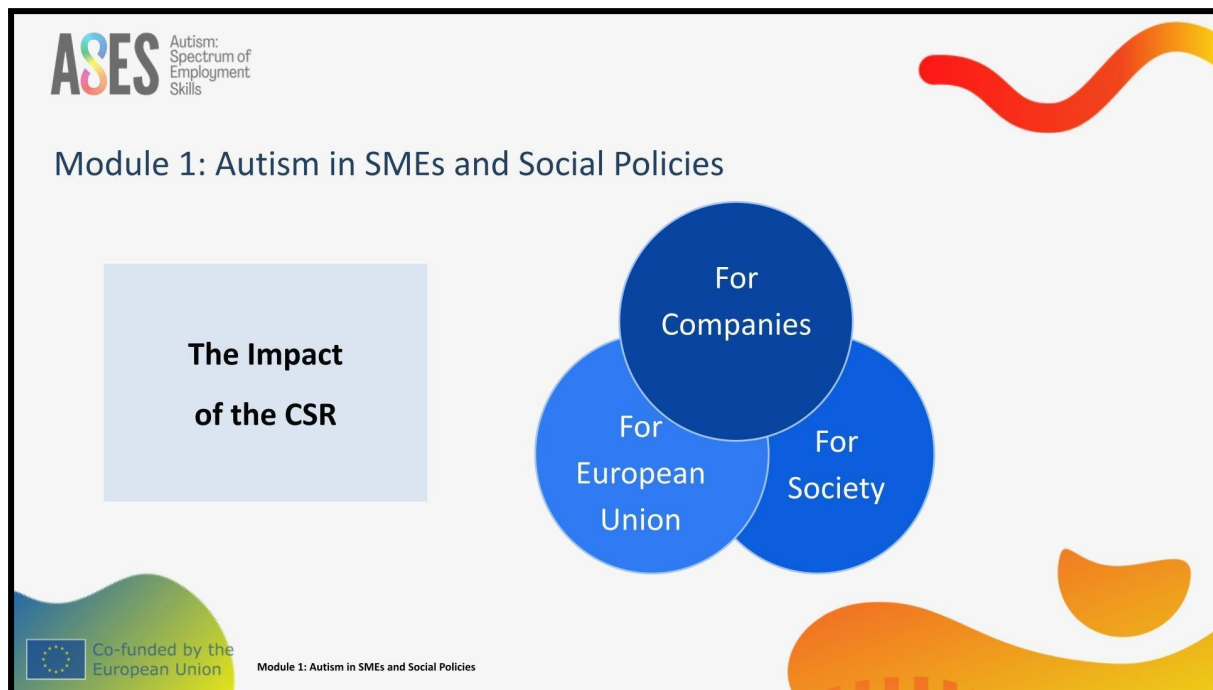 ASES
Autism:
Spectrum of
Employment
Skills
Module 1: Autism in SMEs and Social Policies
The Impact
of the CSR
For
Companies
For
European
Union
For
Society
Co-funded by the
European Union
Module 1: Autism in SMEs and Social Policies